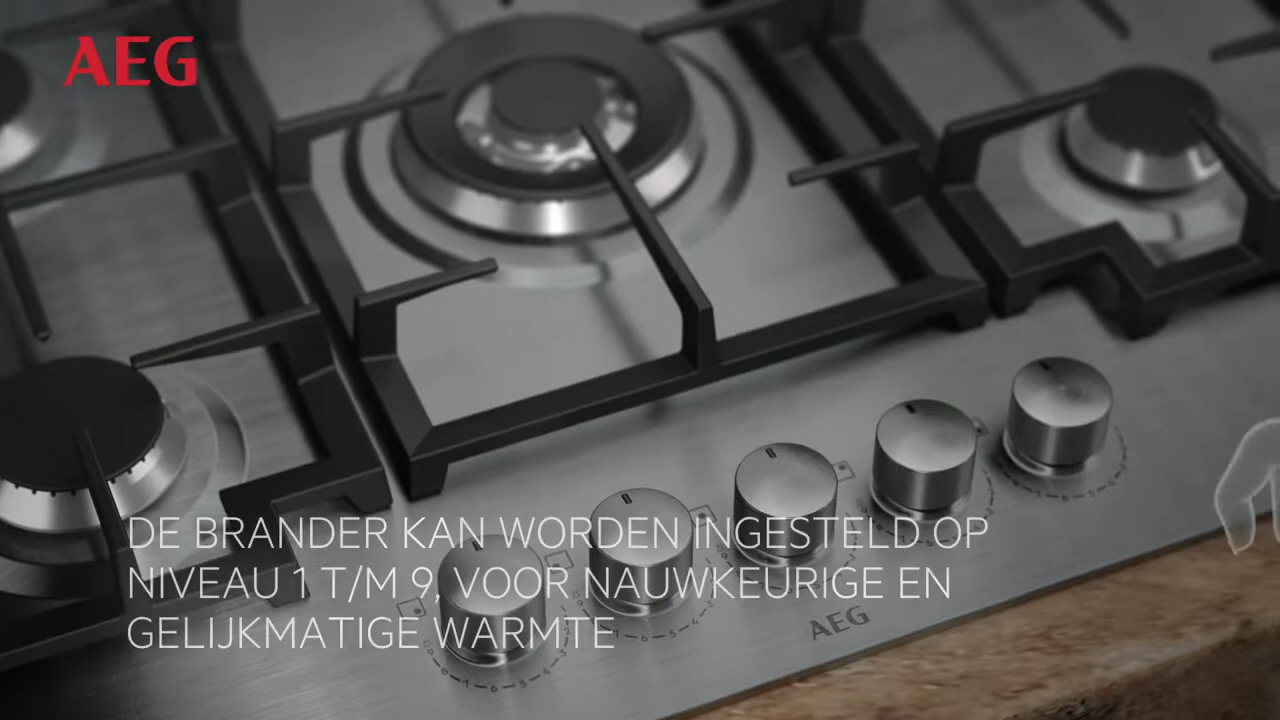 AEG
DE BRANDER KAN WORDEN INGESTELD OP
NIVEAU 1 T/M 9, VOOR NAUWKEURIGE EN
GELIJKMATIGE WARMTE
AEG